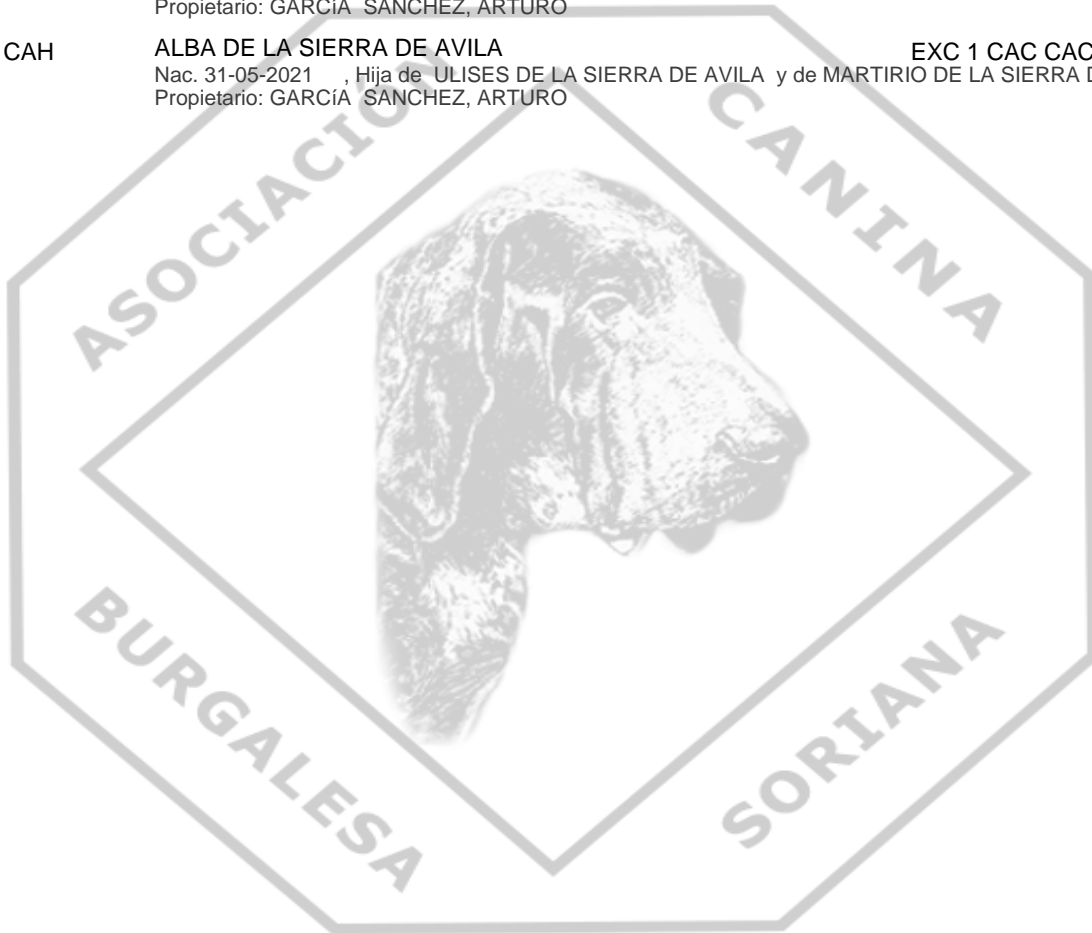 Propietario: GARCíA SANCHEZ, ARTURO
CAH ALBA DE LA SIERRA DE AVILA EXC 1 CAC CAC
Nac. 31-05-2021 , Hija de ULISES DE LA SIERRA DE AVILA y de MARTIRIO DE LA SIERRA
Propietario: GARCíA SANCHEZ, ARTURO
ASOCIACIÓN
CANINA
BURGALESA
SORIANA